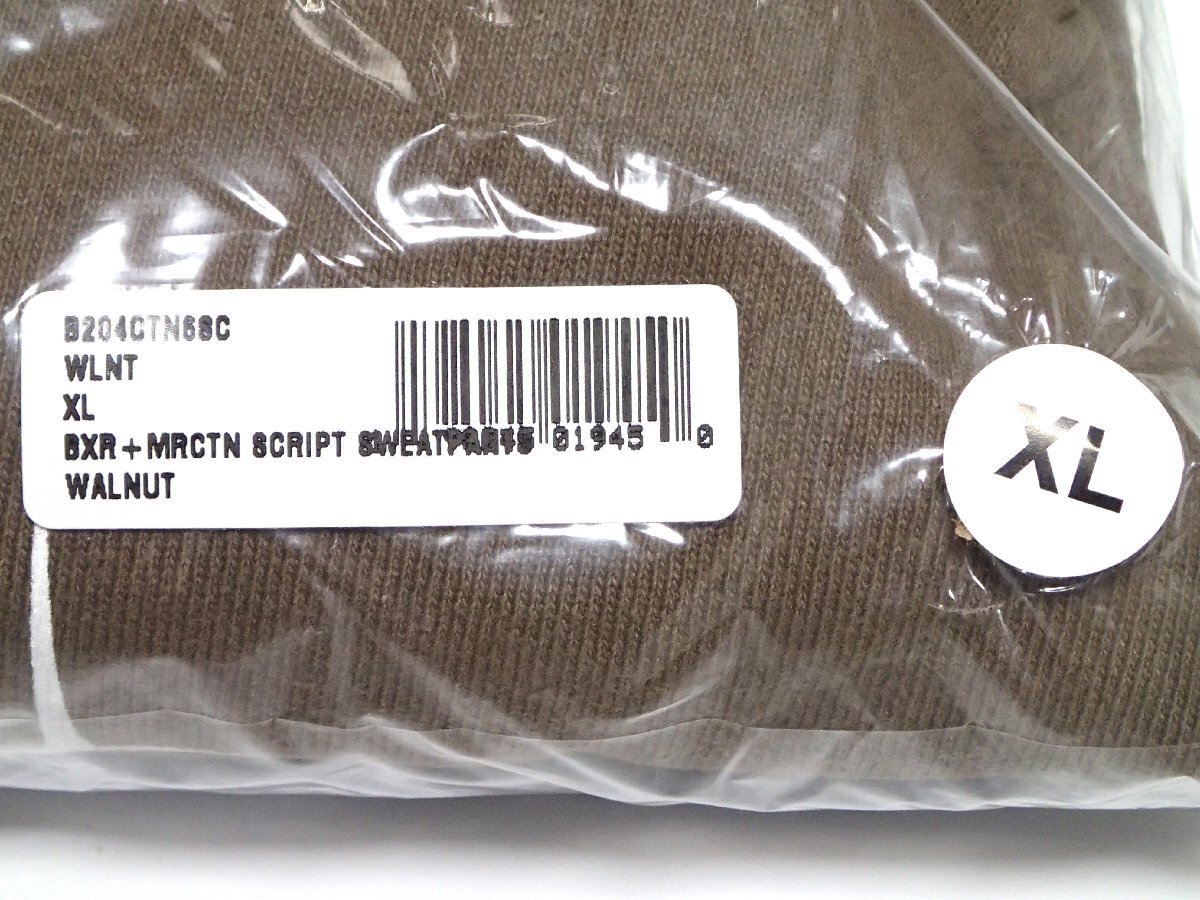 B204CTN6SC
WLNT
XL
BXR+MRCTN SCRIPT SWEATPANTS 01945 0
WALNUT
XL